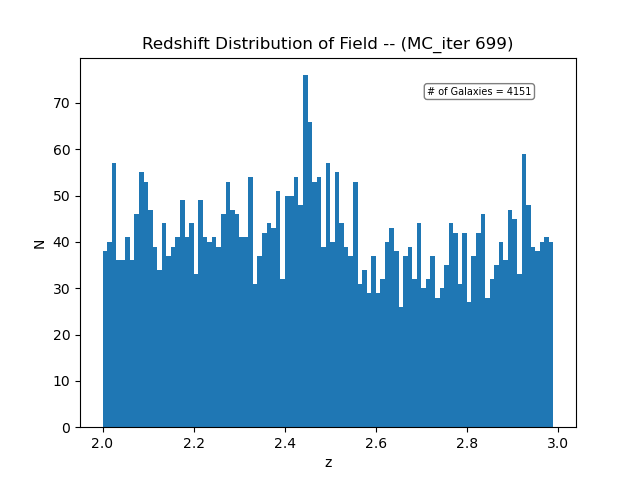 Redshift Distribution of Field -- (MC_iter 699)
# of Galaxies = 4151
70
60
50
40
30
20
10
0
N
2.0 2.2 2.4 2.6 2.8 3.0
z